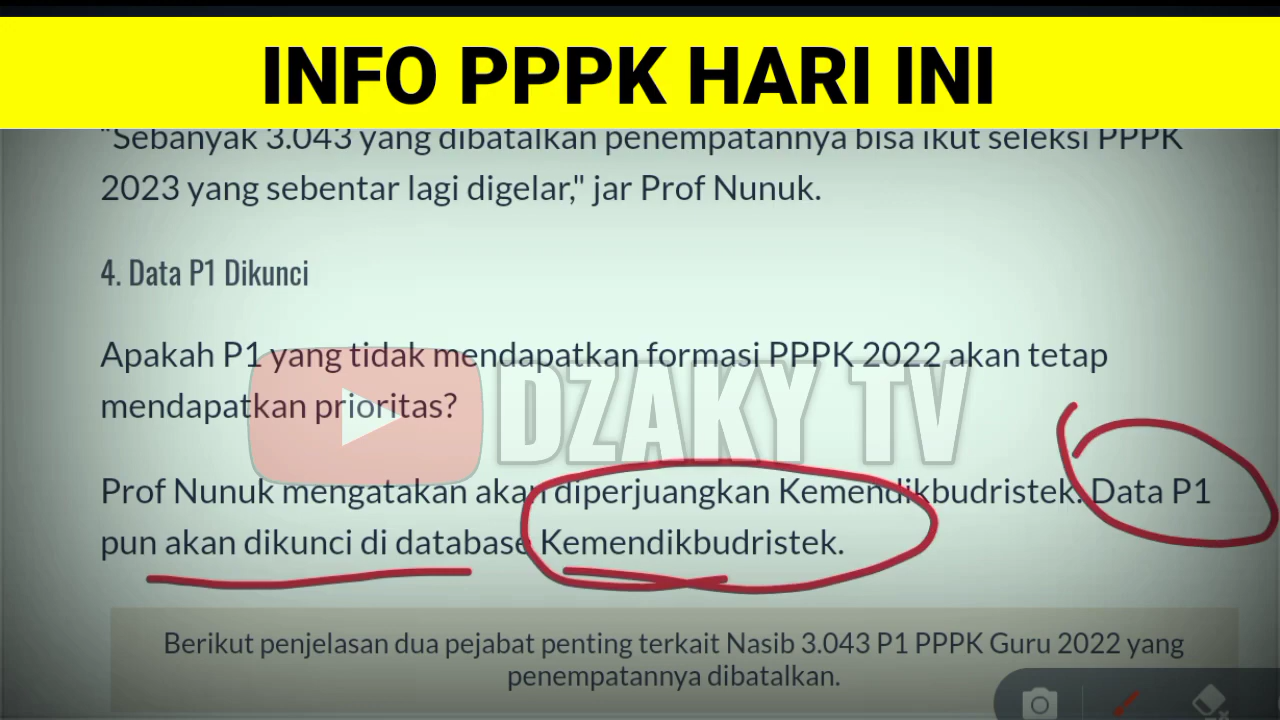 INFO PPPK HARI INI
"Sebanyak 3.043 yang dibatalkan penempatannya bisa ikut seleksi PPPK
2023 yang sebentar lagi digelar," jar Prof Nunuk.
4. Data P1 Dikunci
Apakah P1 yang tidak mendapatkan formasi PPPK 2022 akan tetap
mendapatkan prioritas?
DZAKY TV
Prof Nunuk mengatakan akan diperjuangkan Kemendikbudristek. Data P1
pun akan dikunci di database Kemendikbudristek.
Berikut penjelasan dua pejabat penting terkait Nasib 3.043 P1 PPPK Guru 2022 yang
penempatannya dibatalkan.